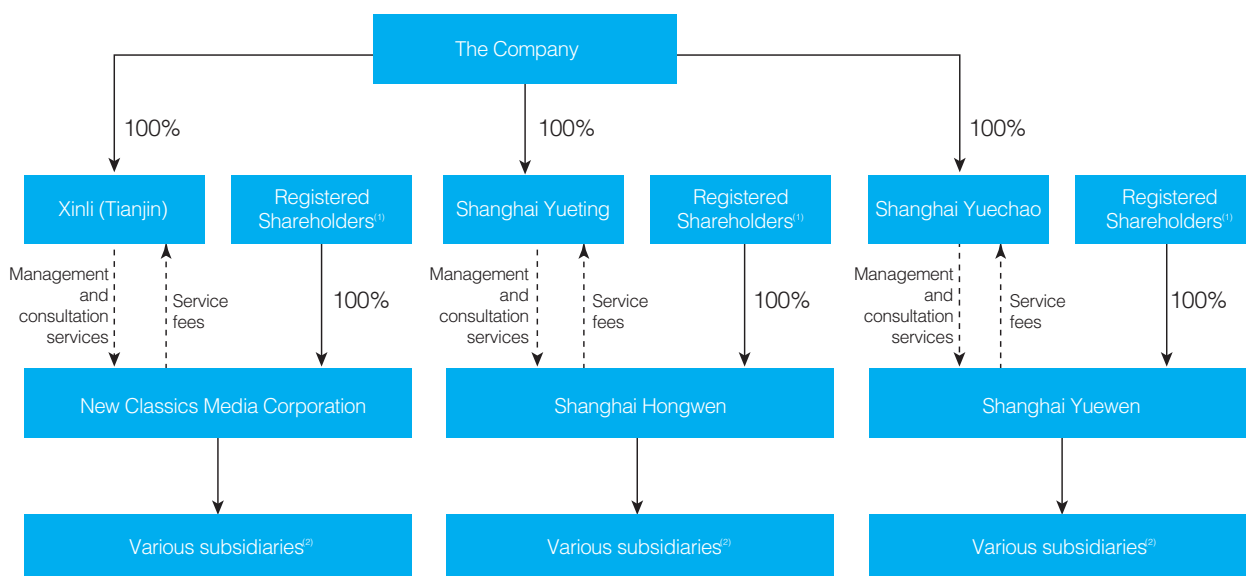 The Company
100%
100%
100%
Xinli (Tianjin)
Registered
Shareholders(1)
Shanghai Yueting
Registered
Shareholders(1)
Shanghai Yuechao
Registered
Shareholders(1)
Management
and
consultation
services
Service
fees
100%
Management
and
consultation
services
Service
fees
100%
Management
and
consultation
services
Service
fees
100%
New Classics Media Corporation
Shanghai Hongwen
Shanghai Yuewen
Various subsidiaries(2)
Various subsidiaries(2)
Various subsidiaries(2)